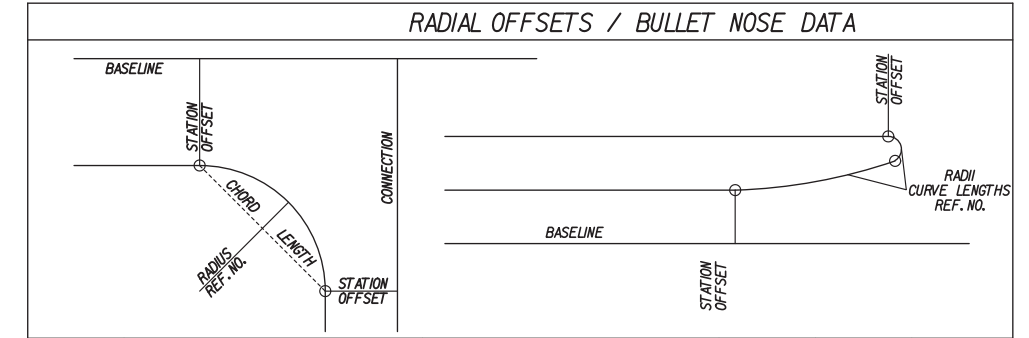 RADIAL OFFSETS / BULLET NOSE DATA
BASELINE
STATION
OFFSET
CONNECTION
CHORD
LENGTH
RADIUS
REF. NO.
STATION
OFFSET
STATION
OFFSET
RADII
CURVE LENGTHS
REF. NO.
BASELINE
STATION
OFFSET